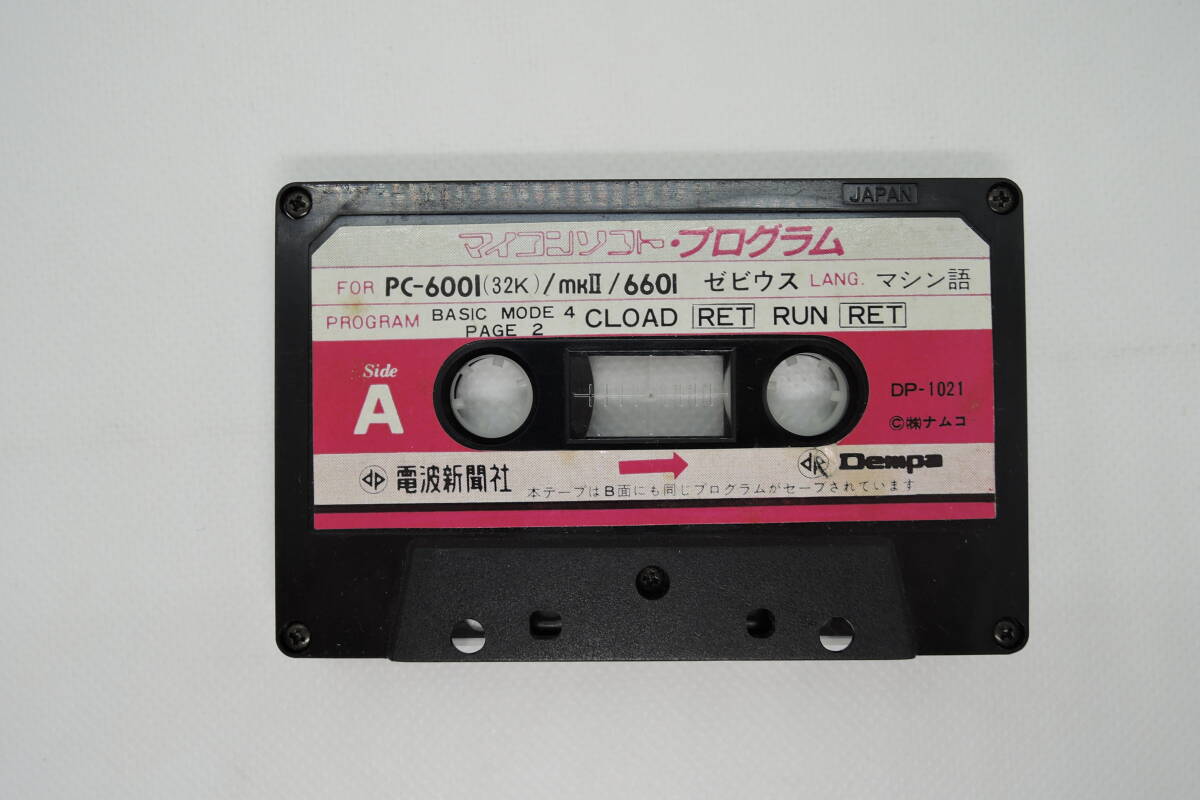 JAPAN
マイコンソフト・プログラム
FOR PC-6001(32K)/mkII/6601 ゼビウス LANG. マシン語
PROGRAM BASIC MODE 4 PAGE 2 CLOAD RET RUN RET
Side A
DP-1021
©㈱ナムコ
電波新聞社
Dempa
本テープはB面にも同じプログラムがセーブされています